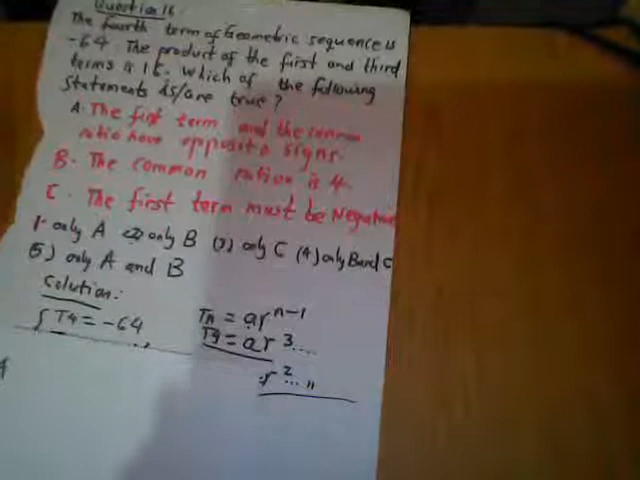 Question 16
The fourth term of Geometric sequence is
-64. The product of the first and third
terms is 16. Which of the following
Statements is/are true?
A. The first term and the common
ratio have opposite signs.
B. The common ratio is 4.
C. The first term must be Negative
1. only A (2) only B (3) only C (4) only B and C
5) only A and B
Solution:
T4 = -64 Tn = ar^n-1
T4 = ar^3....
r^2... "